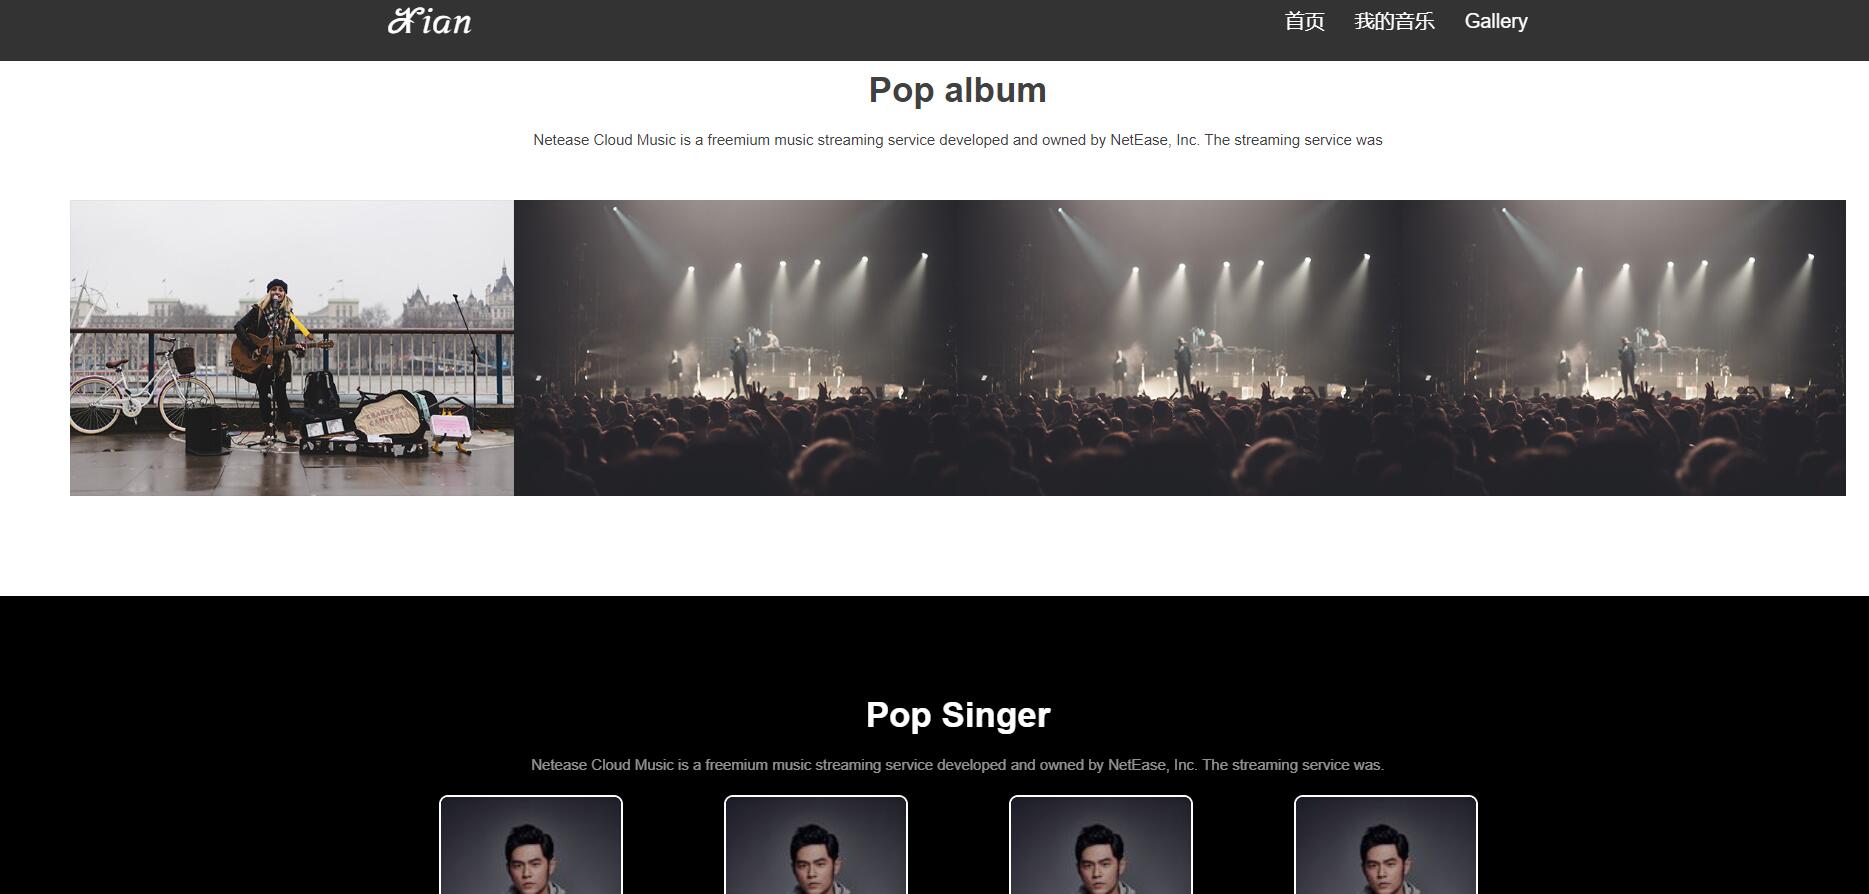 Xian
首页 我的音乐 Gallery
Pop album
Netease Cloud Music is a freemium music streaming service developed and owned by NetEase, Inc. The streaming service was
Pop Singer
Netease Cloud Music is a freemium music streaming service developed and owned by NetEase, Inc. The streaming service was.